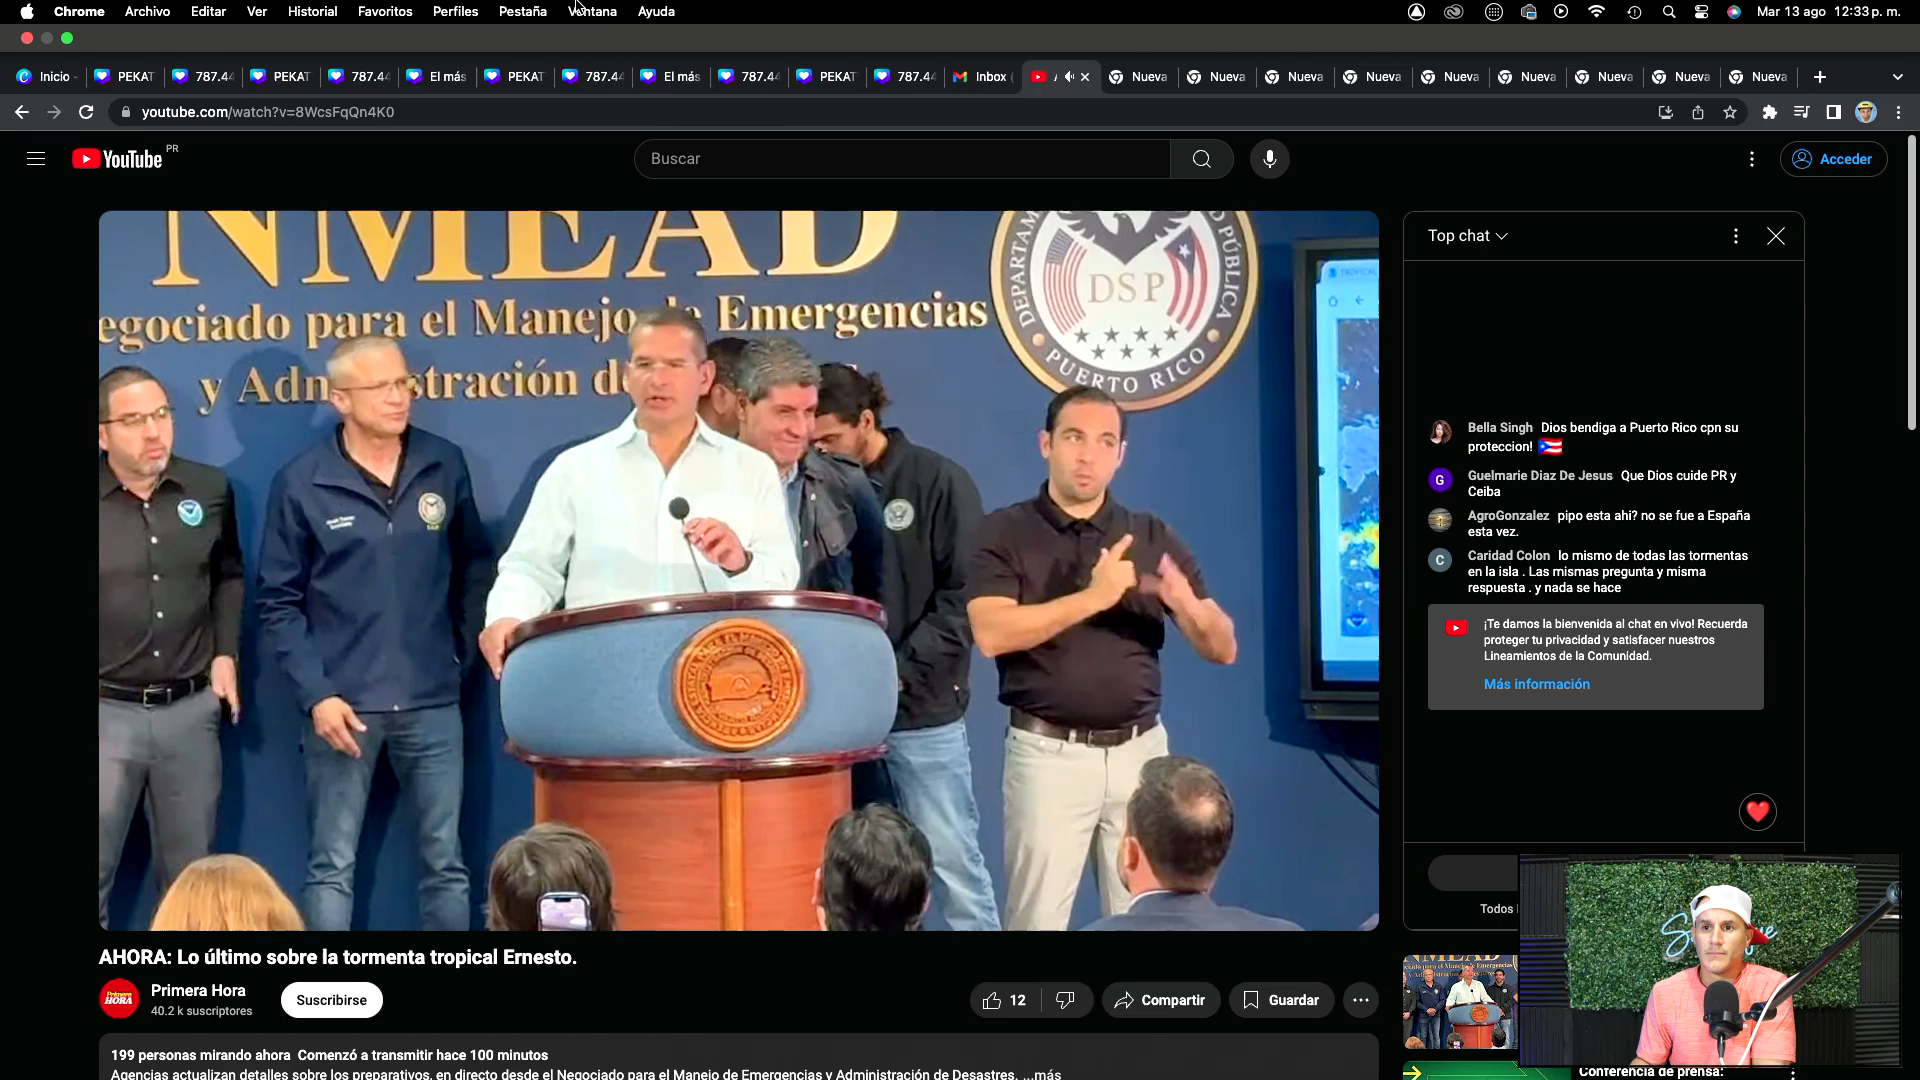 Chrome Archivo Editar Ver Historial Favoritos Perfiles Pestaña Ventana Ayuda
Mar 13 ago 12:33 p. m.
Inicio - PEKAT 787.44 PEKAT 787.44 El más PEKAT 787.44 El más 787.44 PEKAT 787.44 Inbox ( Nueva Nueva Nueva Nueva Nueva Nueva Nueva Nueva Nueva
youtube.com/watch?v=8WcsFqQn4K0
YouTube PR
Buscar
Acceder
NMEAD
egociado para el Manejo de Emergencias
y Administración de
PÚBLICA
DSP
PUERTO RICO
Top chat
Bella Singh Dios bendiga a Puerto Rico cpn su
proteccion!
G
Guelmarie Diaz De Jesus Que Dios cuide PR y
Ceiba
AgroGonzalez pipo esta ahi? no se fue a España
esta vez.
C
Caridad Colon lo mismo de todas las tormentas
en la isla . Las mismas pregunta y misma
respuesta . y nada se hace
¡Te damos la bienvenida al chat en vivo! Recuerda
proteger tu privacidad y satisfacer nuestros
Lineamientos de la Comunidad.
Más información
Todos
AHORA: Lo último sobre la tormenta tropical Ernesto.
Primera HORA
Primera Hora
40.2 k suscriptores
Suscribirse
12
Compartir
Guardar
199 personas mirando ahora Comenzó a transmitir hace 100 minutos
Agencias actualizan detalles sobre los preparativos, en directo desde el Negociado para el Manejo de Emergencias y Administración de Desastres. ...más
NMEAD
Conferencia de prensa: